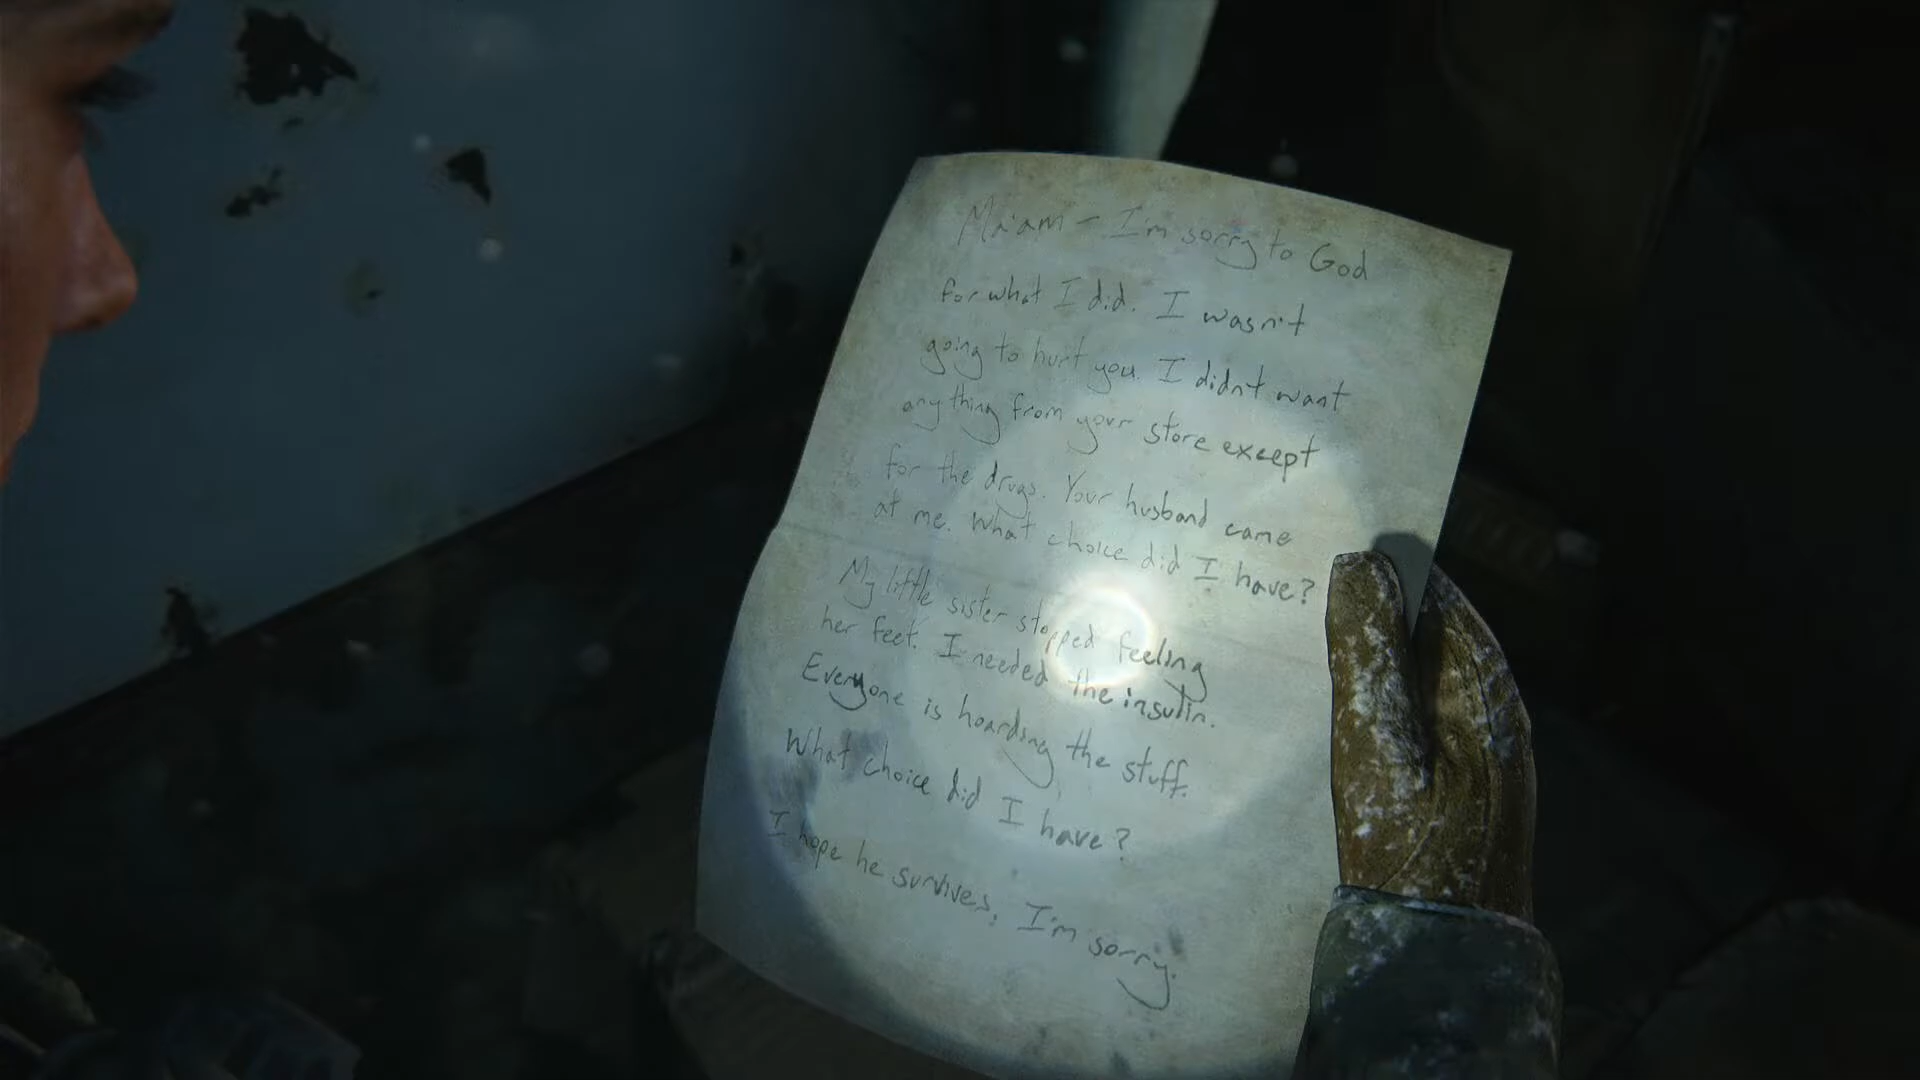 Ma'am - I'm sorry to God
for what I did. I wasn't
going to hurt you. I didn't want
anything from your store except
for the drugs. Your husband came
at me. What choice did I have?
My little sister stopped feeling
her feet. I needed the insulin.
Everyone is hoarding the stuff.
What choice did I have?
I hope he survives. I'm sorry.